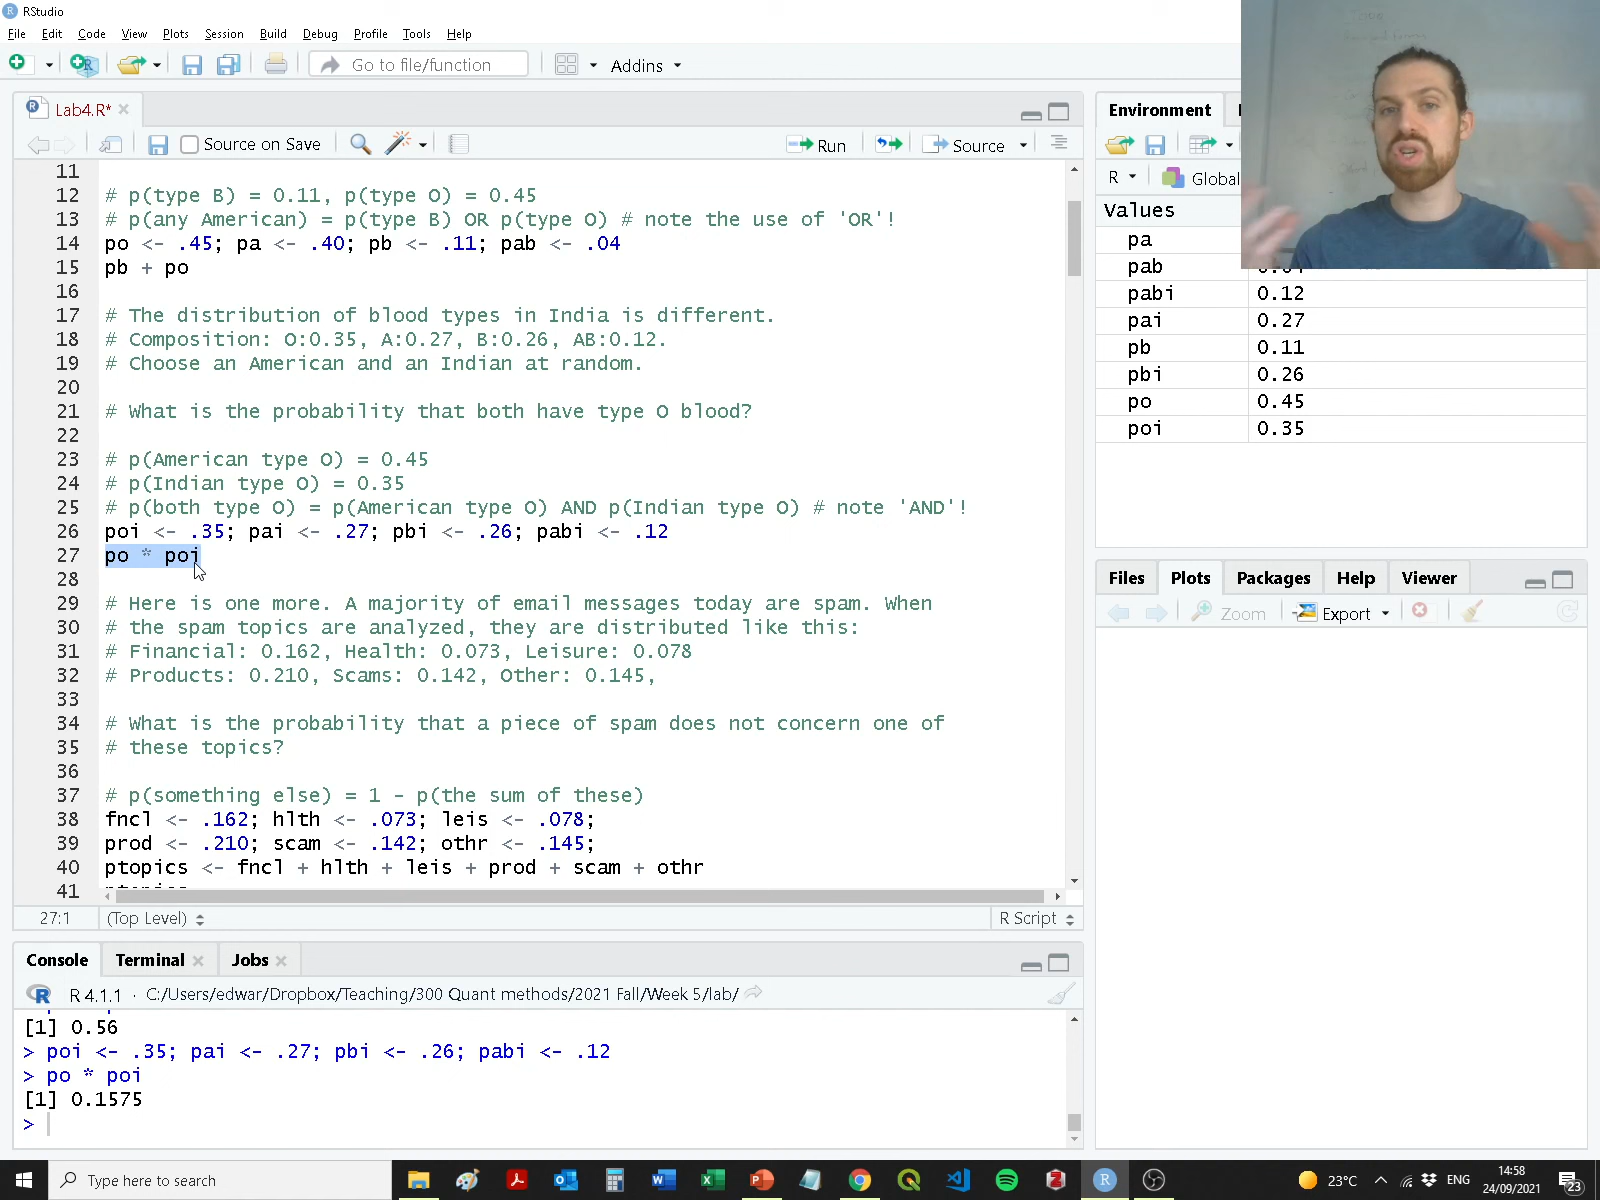 RStudio
File Edit Code View Plots Session Build Debug Profile Tools Help
Go to file/function Addins
Lab4.R*
Source on Save Run Source
11
12 # p(type B) = 0.11, p(type O) = 0.45
13 # p(any American) = p(type B) OR p(type O) # note the use of 'OR'!
14 po <- .45; pa <- .40; pb <- .11; pab <- .04
15 pb + po
16
17 # The distribution of blood types in India is different.
18 # Composition: O:0.35, A:0.27, B:0.26, AB:0.12.
19 # Choose an American and an Indian at random.
20
21 # What is the probability that both have type O blood?
22
23 # p(American type O) = 0.45
24 # p(Indian type O) = 0.35
25 # p(both type O) = p(American type O) AND p(Indian type O) # note 'AND'!
26 poi <- .35; pai <- .27; pbi <- .26; pabi <- .12
27 po * poi
28
29 # Here is one more. A majority of email messages today are spam. When
30 # the spam topics are analyzed, they are distributed like this:
31 # Financial: 0.162, Health: 0.073, Leisure: 0.078
32 # Products: 0.210, Scams: 0.142, Other: 0.145,
33
34 # What is the probability that a piece of spam does not concern one of
35 # these topics?
36
37 # p(something else) = 1 - p(the sum of these)
38 fncl <- .162; hlth <- .073; leis <- .078;
39 prod <- .210; scam <- .142; othr <- .145;
40 ptopics <- fncl + hlth + leis + prod + scam + othr
41
27:1 (Top Level) R Script
Console Terminal Jobs
R 4.1.1 · C:/Users/edwar/Dropbox/Teaching/300 Quant methods/2021 Fall/Week 5/lab/
[1] 0.56
> poi <- .35; pai <- .27; pbi <- .26; pabi <- .12
> po * poi
[1] 0.1575
>
Environment
R Global
Values
pa
pab 0.04
pabi 0.12
pai 0.27
pb 0.11
pbi 0.26
po 0.45
poi 0.35
Files Plots Packages Help Viewer
Zoom Export
Type here to search
23°C ENG
14:58
24/09/2021
23